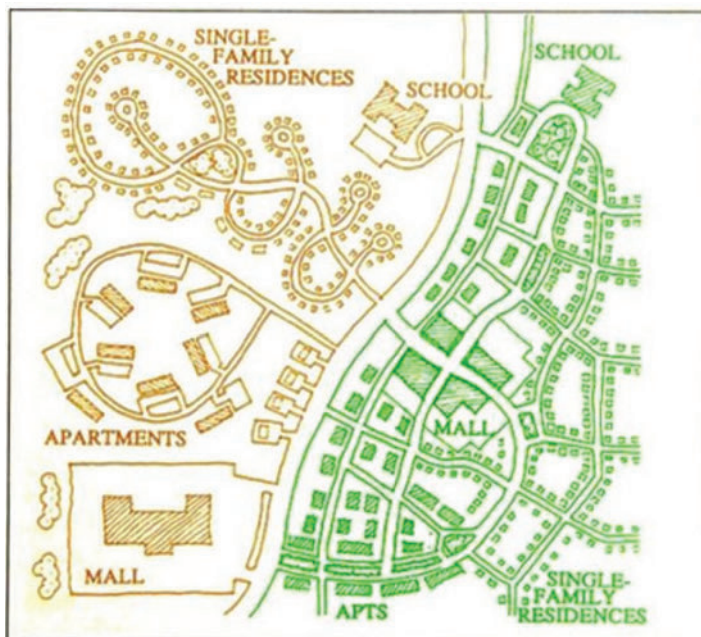 SINGLE-
FAMILY
RESIDENCES
SCHOOL
SCHOOL
APARTMENTS
MALL
MALL
APTS
SINGLE-
FAMILY
RESIDENCES